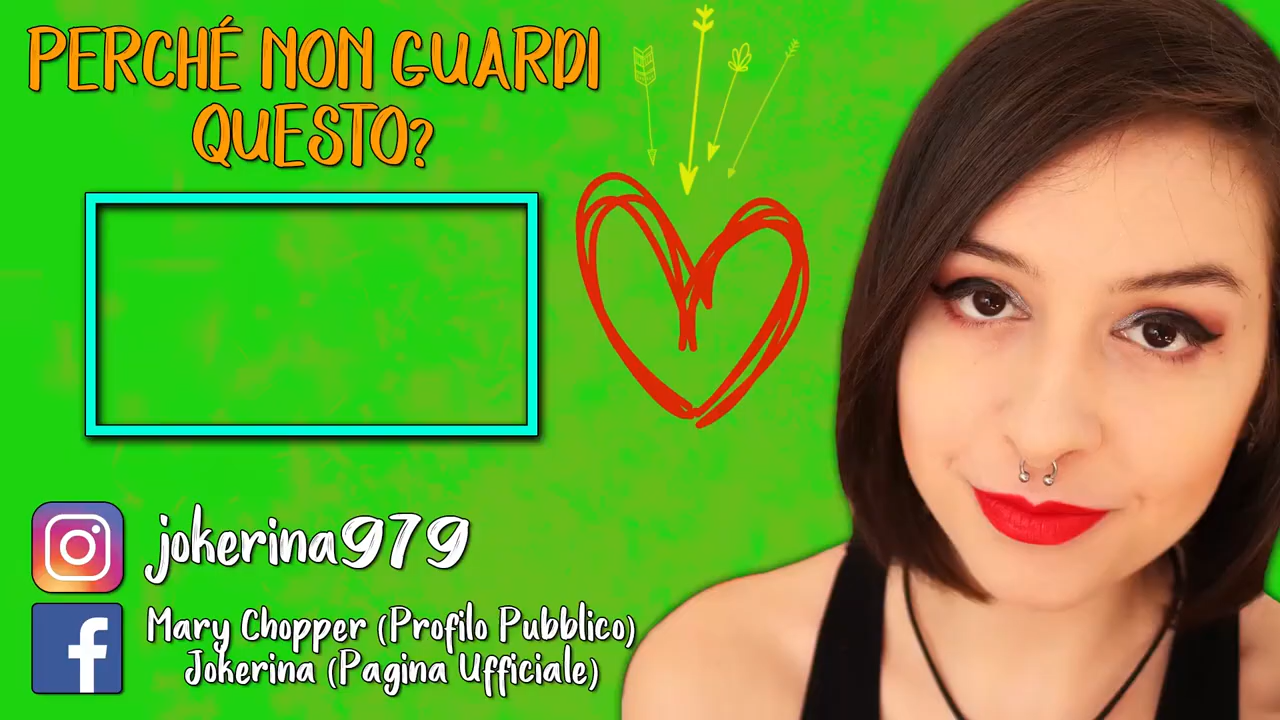 PERCHÉ NON GUARDI
QUESTO?
jokerina979
Mary Chopper (Profilo Pubblico)
Jokerina (Pagina Ufficiale)